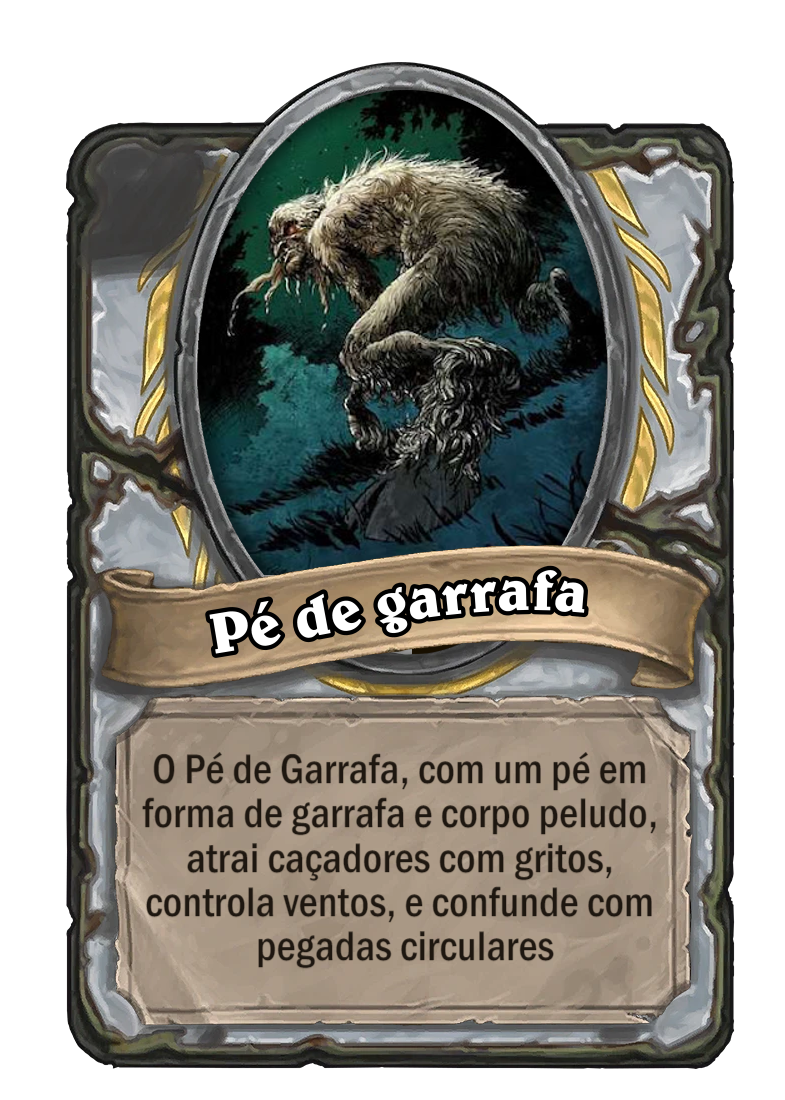 Pé de garrafa
O Pé de Garrafa, com um pé em
forma de garrafa e corpo peludo,
atrai caçadores com gritos,
controla ventos, e confunde com
pegadas circulares